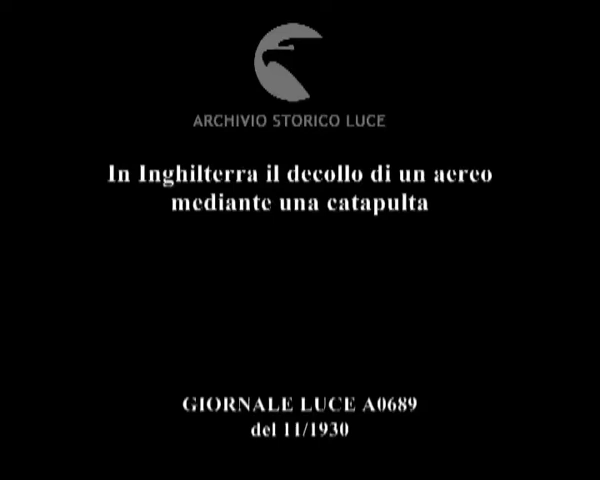 ARCHIVIO STORICO LUCE
In Inghilterra il decollo di un aereo
mediante una catapulta
GIORNALE LUCE A0689
del 11/1930